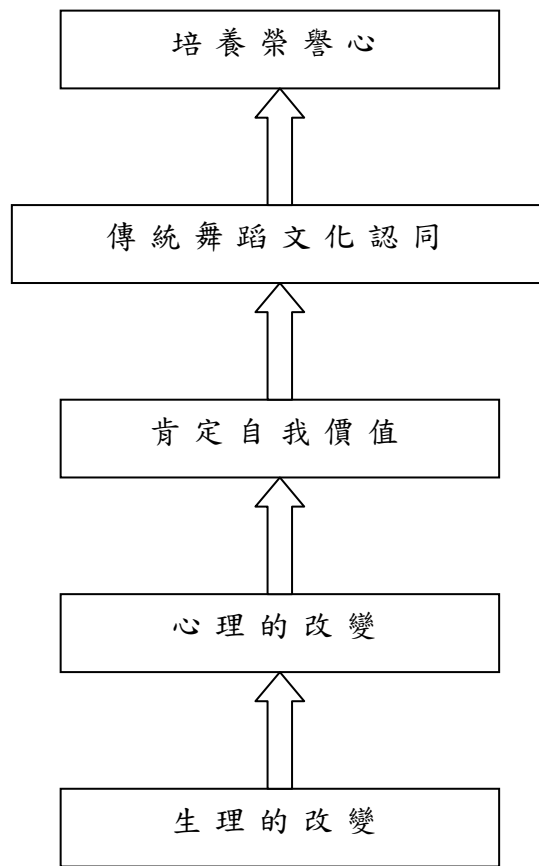 培養榮譽心
傳統舞蹈文化認同
肯定自我價值
心理的改變
生理的改變